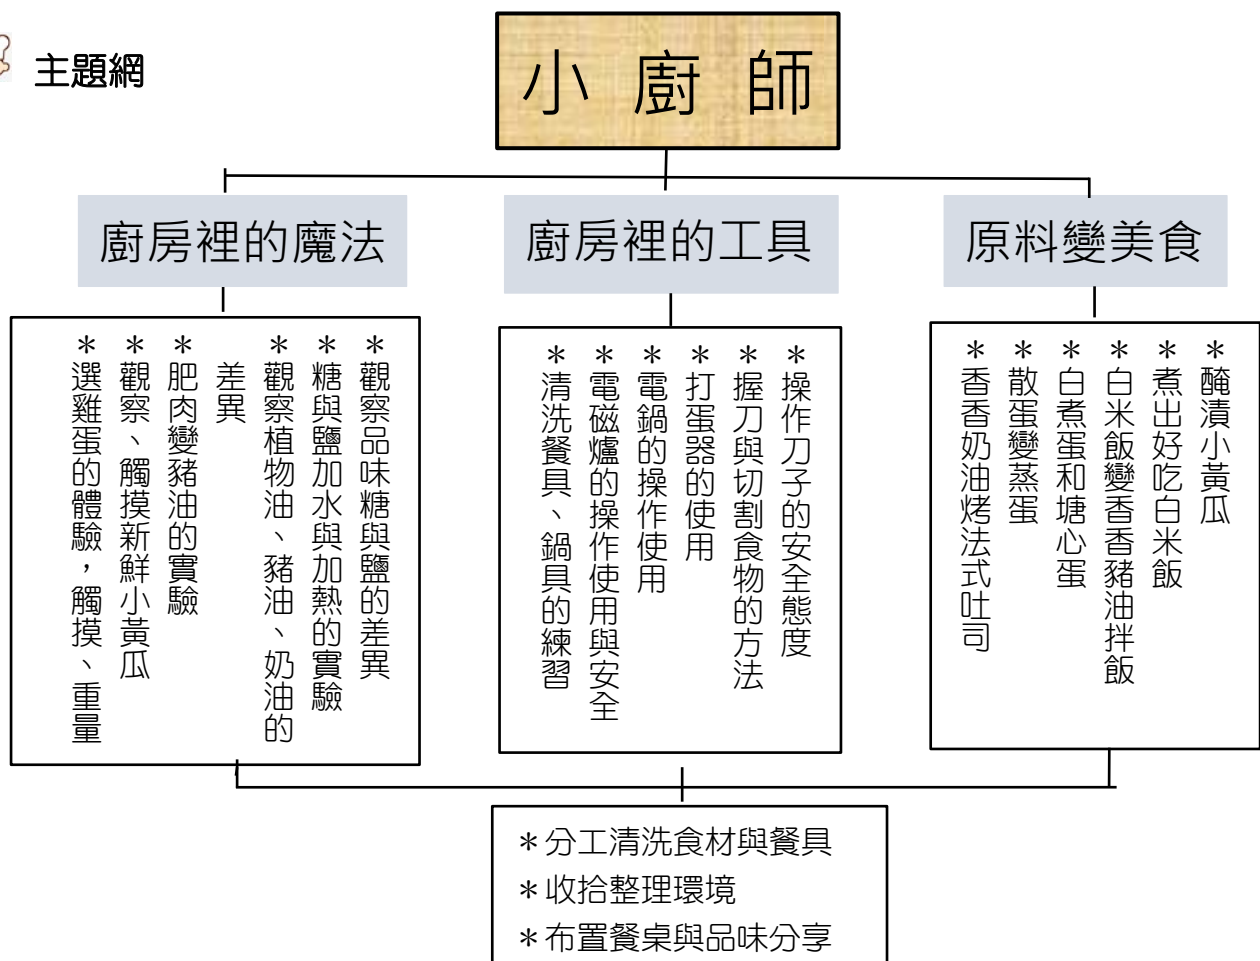 主題網
小廚師
廚房裡的魔法
廚房裡的工具
原料變美食
＊觀察品味糖與鹽的差異
＊糖與鹽加水與加熱的實驗
＊觀察植物油、豬油、奶油的
差異
＊肥肉變豬油的實驗
＊觀察、觸摸新鮮小黃瓜
＊選雞蛋的體驗，觸摸、重量
＊操作刀子的安全態度
＊握刀與切割食物的方法
＊打蛋器的使用
＊電鍋的操作使用
＊電磁爐的操作使用與安全
＊清洗餐具、鍋具的練習
＊醃漬小黃瓜
＊煮出好吃白米飯
＊白米飯變香香豬油拌飯
＊白煮蛋和塘心蛋
＊散蛋變蒸蛋
＊香香奶油烤法式吐司
＊分工清洗食材與餐具
＊收拾整理環境
＊布置餐桌與品味分享